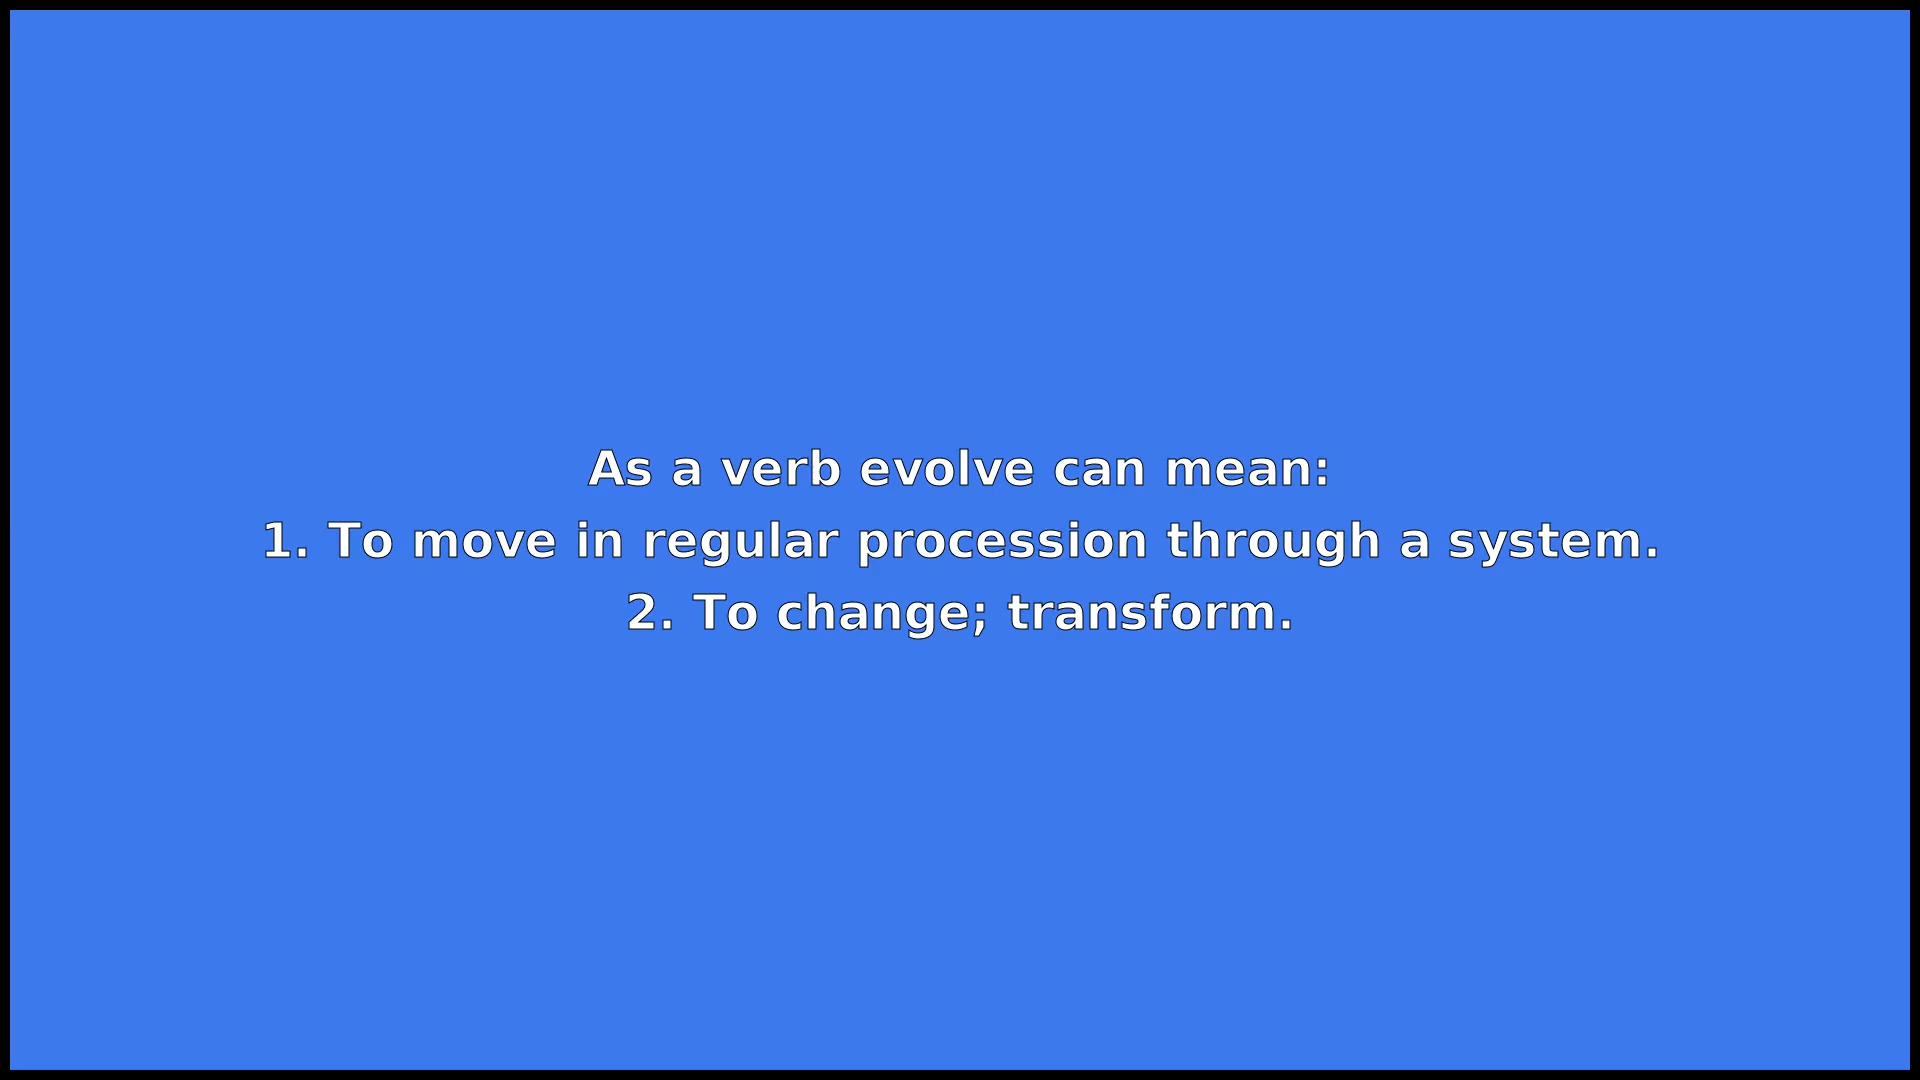 As a verb evolve can mean:
1. To move in regular procession through a system.
2. To change; transform.